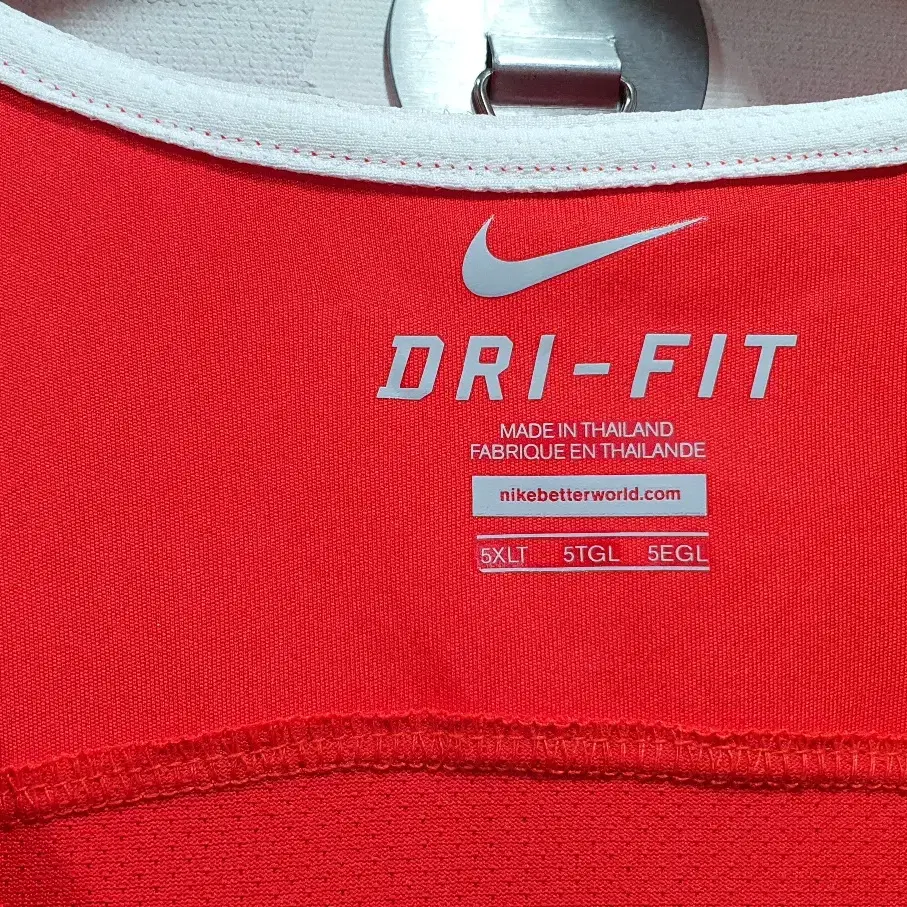 DRI-FIT
MADE IN THAILAND
FABRIQUE EN THAILANDE
nikebetterworld.com
5XLT 5TGL 5EGL